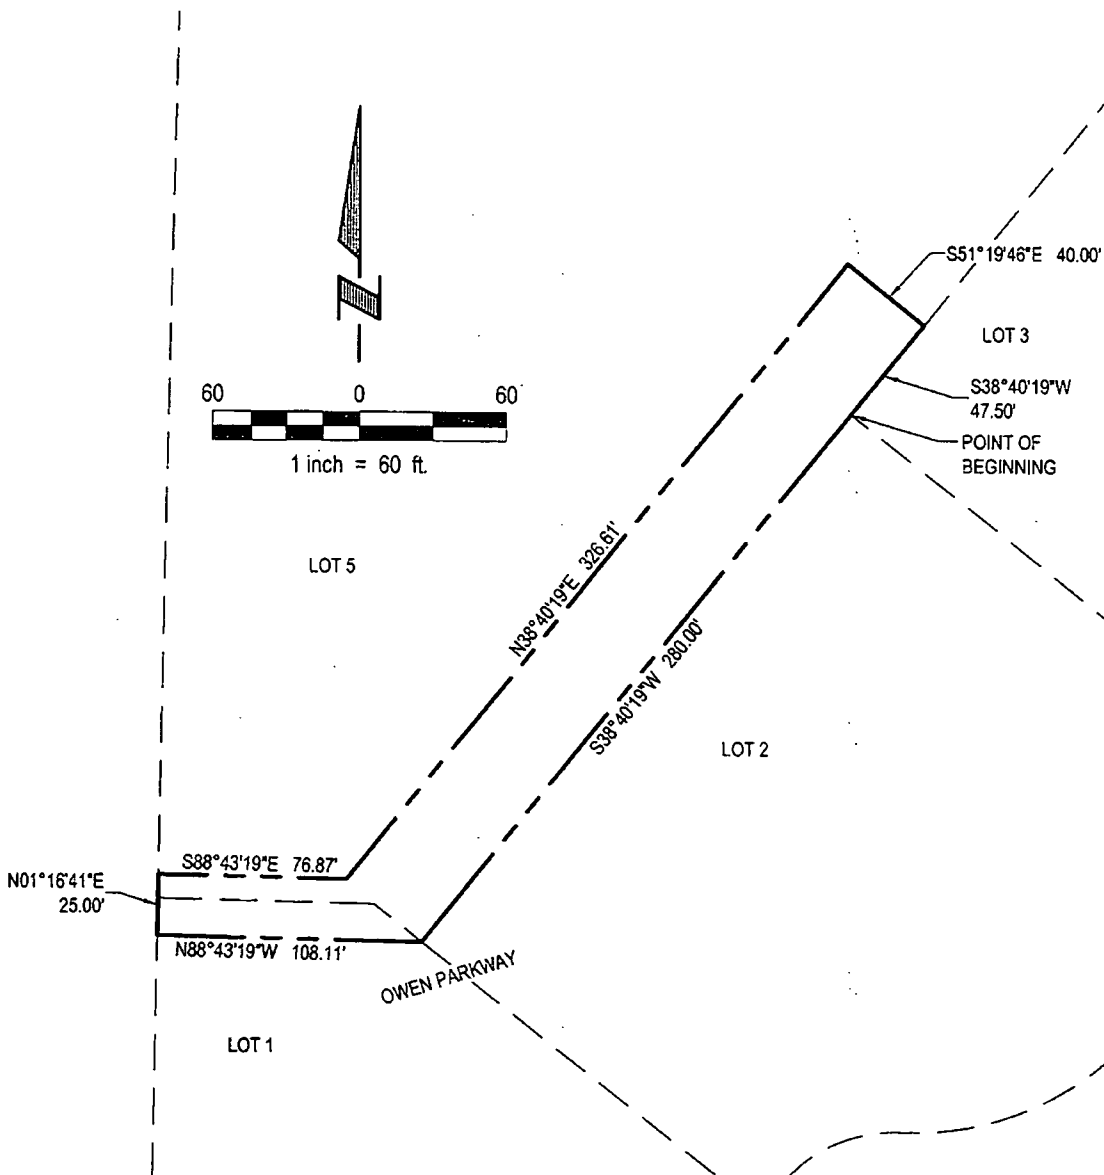 S51°19'46"E 40.00'
LOT 3
60 0 60
S38°40'19"W
47.50'
POINT OF
BEGINNING
1 inch = 60 ft.
LOT 5
N38°40'19"E 326.61'
S38°40'19"W 280.00'
LOT 2
S88°43'19"E 76.87'
N01°16'41"E
25.00'
N88°43'19"W 108.11'
OWEN PARKWAY
LOT 1